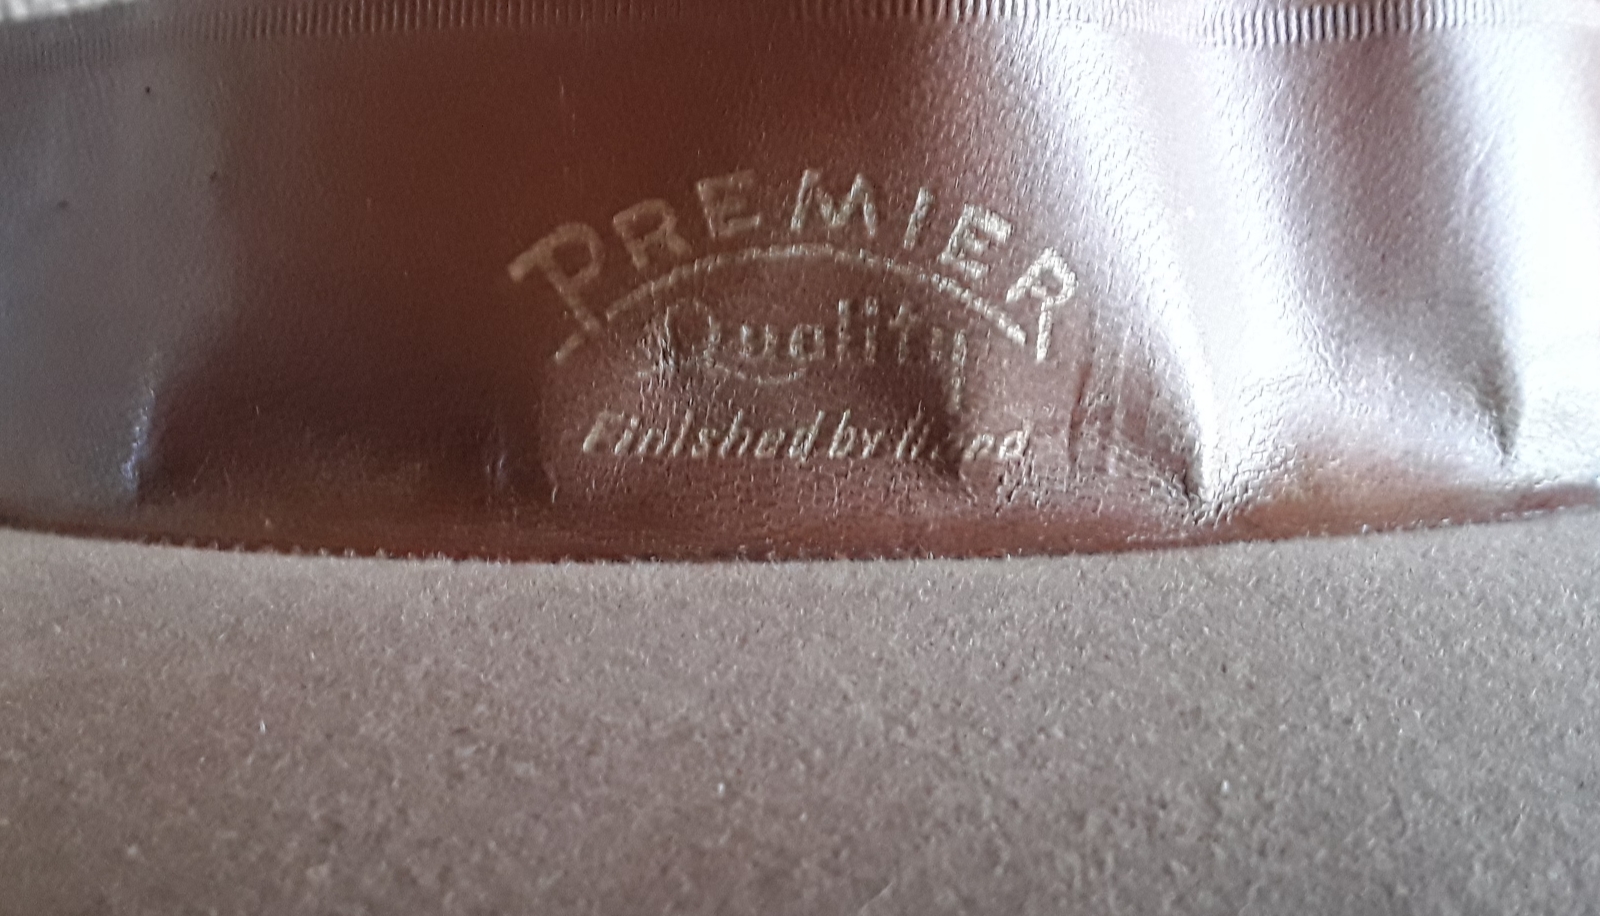 PREMIER
Quality
Finished by Hand